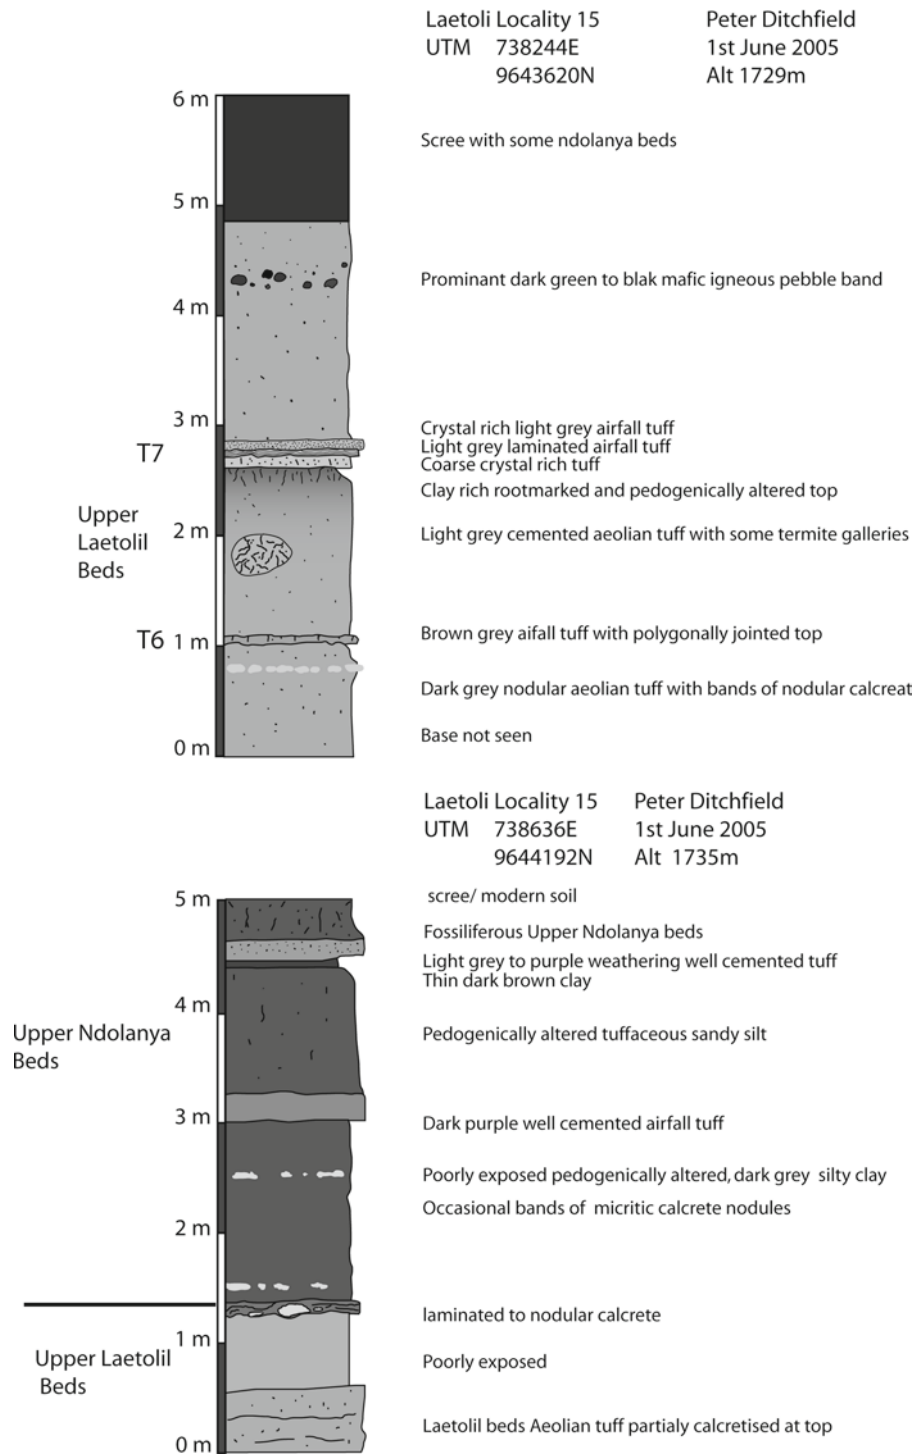 Laetoli Locality 15 Peter Ditchfield
UTM 738244E 1st June 2005
9643620N Alt 1729m
6 m
Scree with some ndolanya beds
5 m
Prominant dark green to blak mafic igneous pebble band
4 m
3 m
Crystal rich light grey airfall tuff
T7 Light grey laminated airfall tuff
Coarse crystal rich tuff
Clay rich rootmarked and pedogenically altered top
Upper
Laetolil
Beds
2 m
Light grey cemented aeolian tuff with some termite galleries
T6 1 m Brown grey aifall tuff with polygonally jointed top
Dark grey nodular aeolian tuff with bands of nodular calcreat
Base not seen
0 m
Laetoli Locality 15 Peter Ditchfield
UTM 738636E 1st June 2005
9644192N Alt 1735m
5 m scree/ modern soil
Fossiliferous Upper Ndolanya beds
Light grey to purple weathering well cemented tuff
Thin dark brown clay
4 m
Upper Ndolanya
Beds
Pedogenically altered tuffaceous sandy silt
3 m Dark purple well cemented airfall tuff
Poorly exposed pedogenically altered, dark grey silty clay
Occasional bands of micritic calcrete nodules
2 m
laminated to nodular calcrete
1 m
Upper Laetolil
Beds
Poorly exposed
Laetolil beds Aeolian tuff partialy calcretised at top
0 m